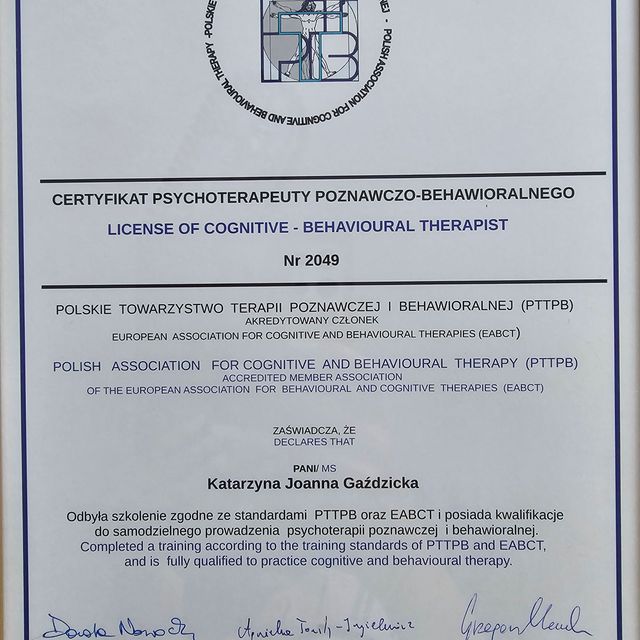 POLISH ASSOCIATION FOR COGNITIVE AND BEHAVIOURAL THERAPY - POLSKIE
CERTYFIKAT PSYCHOTERAPEUTY POZNAWCZO-BEHAWIORALNEGO
LICENSE OF COGNITIVE - BEHAVIOURAL THERAPIST
Nr 2049
POLSKIE TOWARZYSTWO TERAPII POZNAWCZEJ I BEHAWIORALNEJ (PTTPB)
AKREDYTOWANY CZŁONEK
EUROPEAN ASSOCIATION FOR COGNITIVE AND BEHAVIOURAL THERAPIES (EABCT)
POLISH ASSOCIATION FOR COGNITIVE AND BEHAVIOURAL THERAPY (PTTPB)
ACCREDITED MEMBER ASSOCIATION
OF THE EUROPEAN ASSOCIATION FOR BEHAVIOURAL AND COGNITIVE THERAPIES (EABCT)
ZAŚWIADCZA, ŻE
DECLARES THAT
PANI/ MS
Katarzyna Joanna Gaździcka
Odbyła szkolenie zgodne ze standardami PTTPB oraz EABCT i posiada kwalifikacje
do samodzielnego prowadzenia psychoterapii poznawczej i behawioralnej.
Completed a training according to the training standards of PTTPB and EABCT,
and is fully qualified to practice cognitive and behavioural therapy.